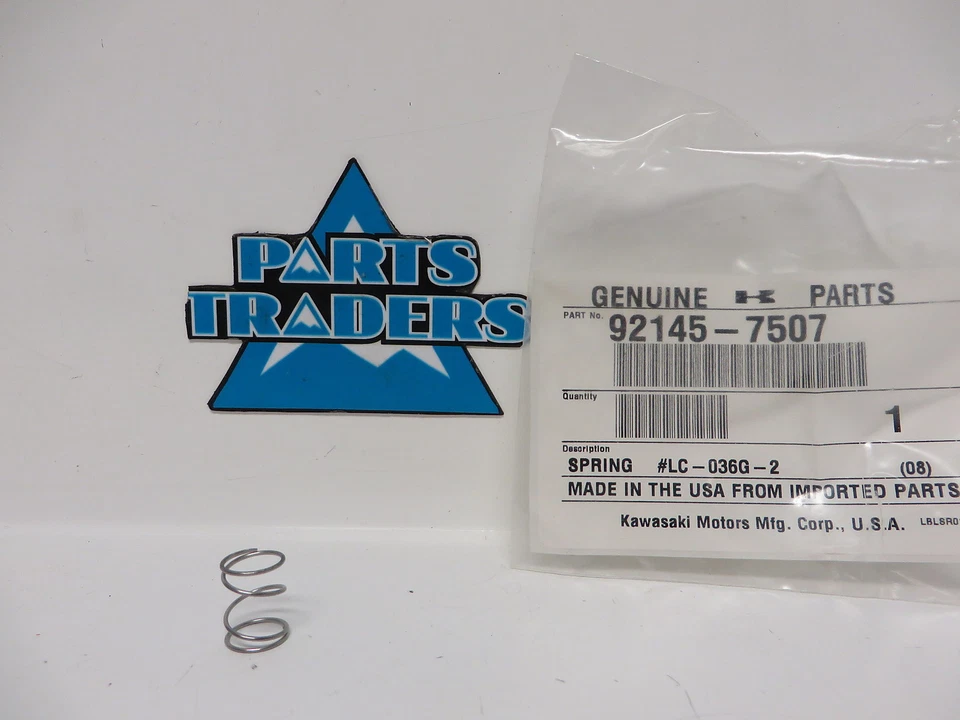 PARTS
TRADERS
GENUINE K PARTS
PART No. 92145-7507
Quantity
1
Description
SPRING #LC-036G-2 (08)
MADE IN THE USA FROM IMPORTED PARTS
Kawasaki Motors Mfg. Corp., U.S.A.